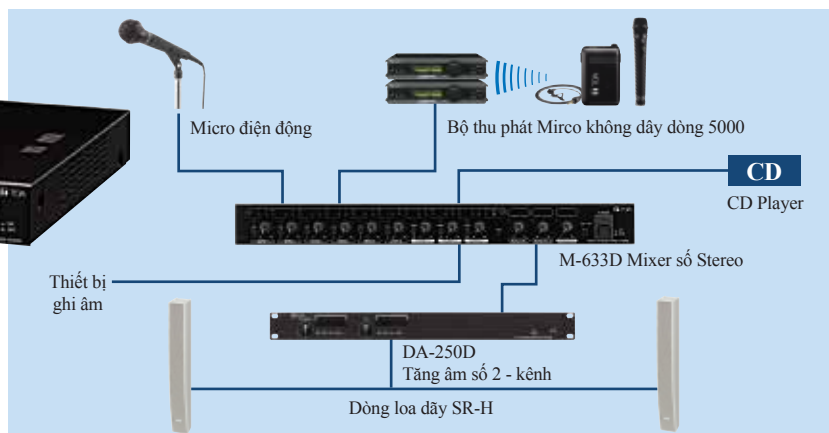 Micro điện động
Bộ thu phát Mirco không dây dòng 5000
CD
CD Player
M-633D Mixer số Stereo
Thiết bị
ghi âm
DA-250D
Tăng âm số 2 - kênh
Dòng loa dãy SR-H